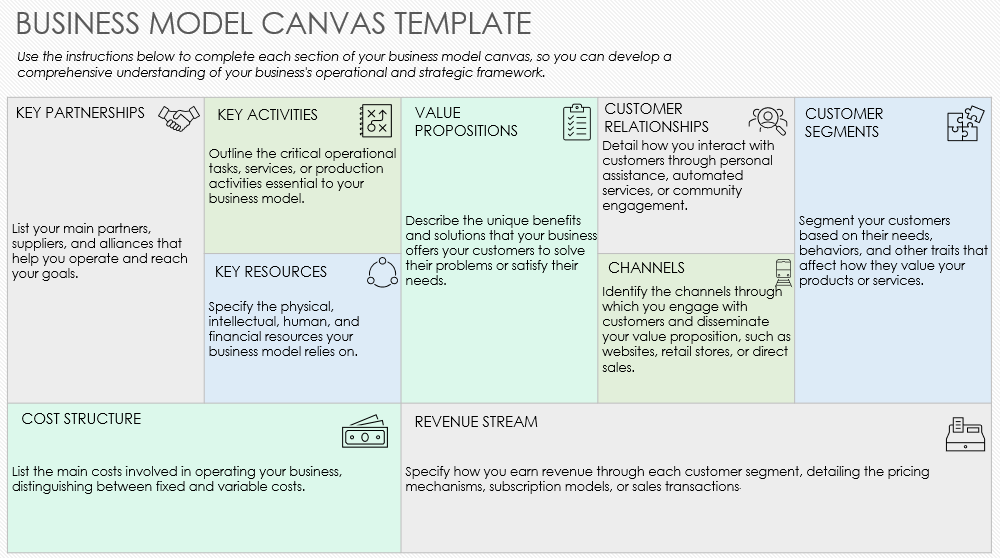 BUSINESS MODEL CANVAS TEMPLATE
Use the instructions below to complete each section of your business model canvas, so you can develop a
comprehensive understanding of your business's operational and strategic framework.
KEY PARTNERSHIPS
List your main partners,
suppliers, and alliances that
help you operate and reach
your goals.
KEY ACTIVITIES
Outline the critical operational
tasks, services, or production
activities essential to your
business model.
KEY RESOURCES
Specify the physical,
intellectual, human, and
financial resources your
business model relies on.
VALUE
PROPOSITIONS
Describe the unique benefits
and solutions that your business
offers your customers to solve
their problems or satisfy their
needs.
CUSTOMER
RELATIONSHIPS
Detail how you interact with
customers through personal
assistance, automated
services, or community
engagement.
CHANNELS
Identify the channels through
which you engage with
customers and disseminate
your value proposition, such as
websites, retail stores, or direct
sales.
CUSTOMER
SEGMENTS
Segment your customers
based on their needs,
behaviors, and other traits that
affect how they value your
products or services.
COST STRUCTURE
List the main costs involved in operating your business,
distinguishing between fixed and variable costs.
REVENUE STREAM
Specify how you earn revenue through each customer segment, detailing the pricing
mechanisms, subscription models, or sales transactions.